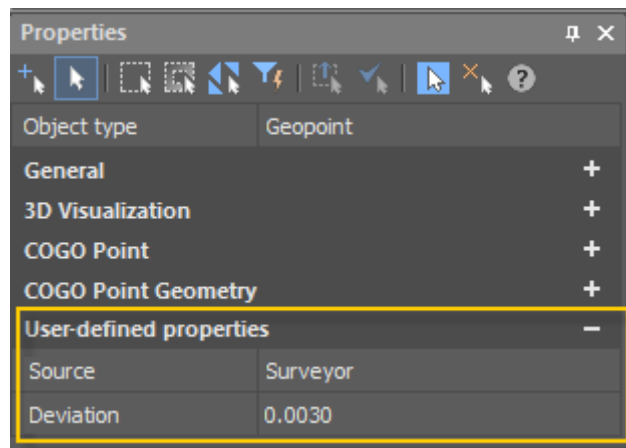 Properties
Object type Geopoint
General
3D Visualization
COGO Point
COGO Point Geometry
User-defined properties
Source Surveyor
Deviation 0.0030